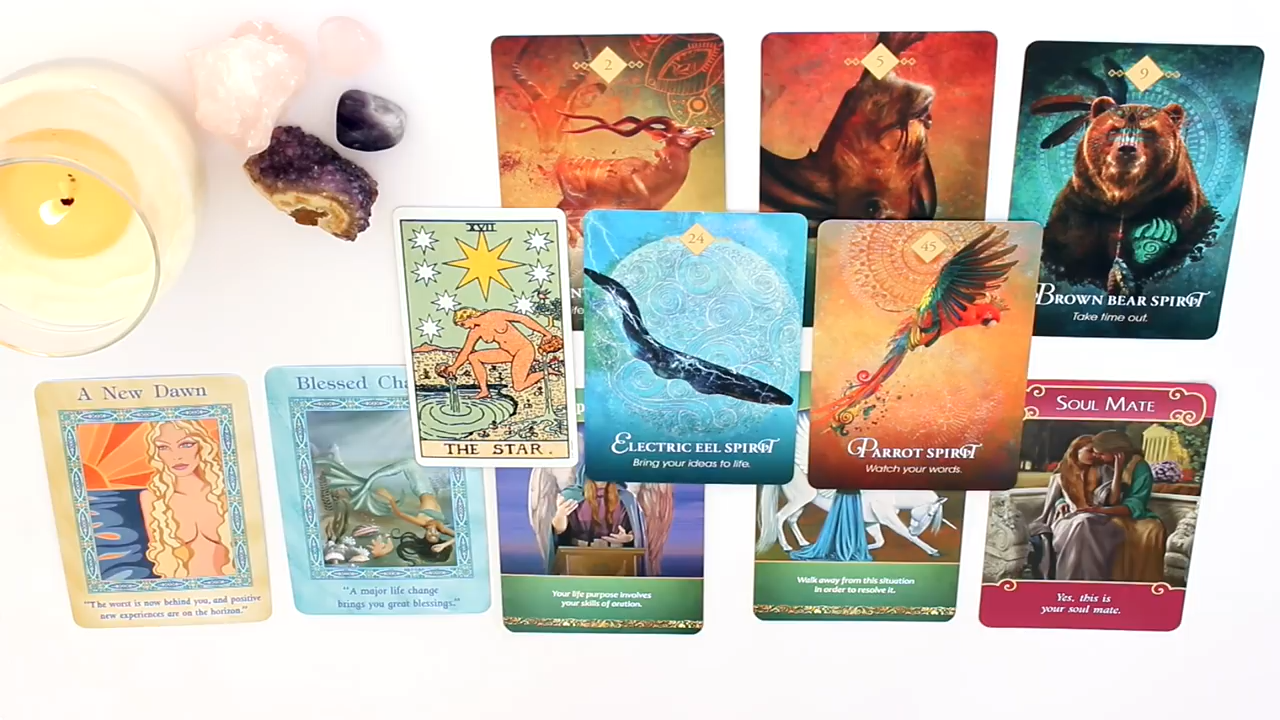 2
5
9
BROWN BEAR SPIRIT
Take time out.
XVII
THE STAR.
24
ELECTRIC EEL SPIRIT
Bring your ideas to life.
45
PARROT SPIRIT
Watch your words.
A New Dawn
"The worst is now behind you, and positive
new experiences are on the horizon."
Blessed Cha
"A major life change
brings you great blessings."
Your life purpose involves
your skills of oration.
Walk away from this situation
in order to resolve it.
SOUL MATE
Yes, this is
your soul mate.